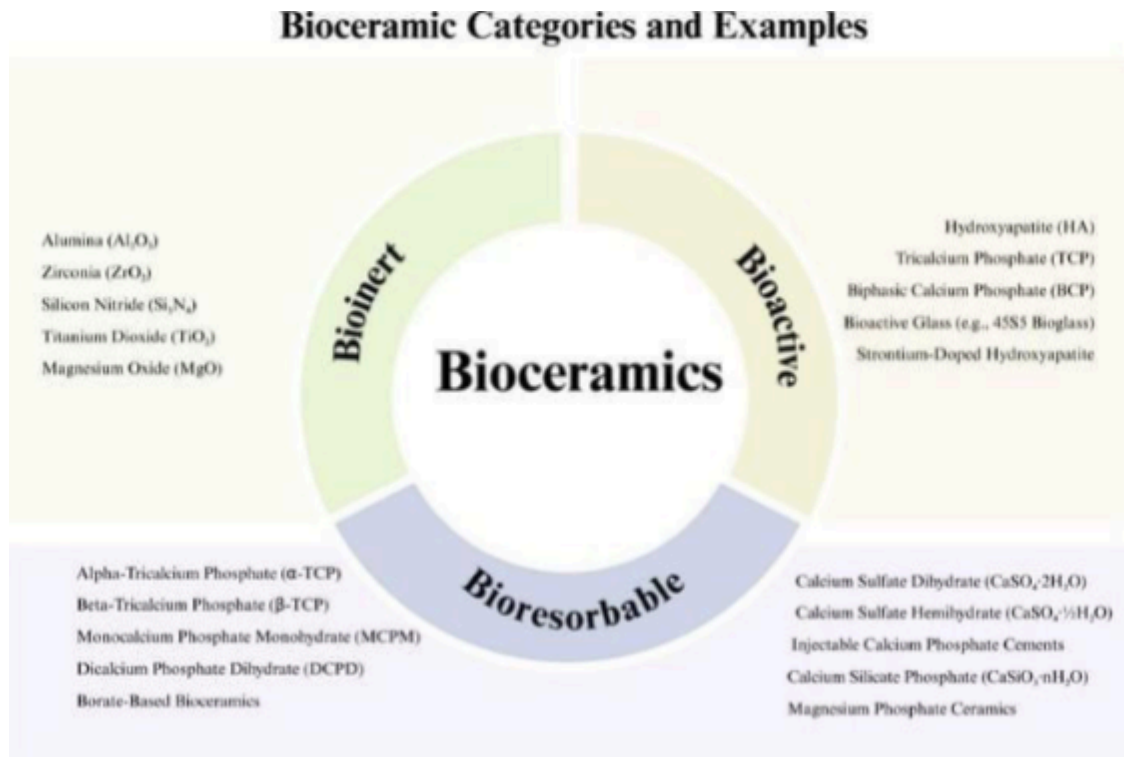 Bioceramic Categories and Examples
Bioinert
Alumina (Al₂O₃)
Zirconia (ZrO₂)
Silicon Nitride (Si₃N₄)
Titanium Dioxide (TiO₂)
Magnesium Oxide (MgO)
Bioceramics
Bioactive
Hydroxyapatite (HA)
Tricalcium Phosphate (TCP)
Biphasic Calcium Phosphate (BCP)
Bioactive Glass (e.g., 45S5 Bioglass)
Strontium-Doped Hydroxyapatite
Bioresorbable
Alpha-Tricalcium Phosphate (α-TCP)
Beta-Tricalcium Phosphate (β-TCP)
Monocalcium Phosphate Monohydrate (MCPM)
Dicalcium Phosphate Dihydrate (DCPD)
Borate-Based Bioceramics
Calcium Sulfate Dihydrate (CaSO₄·2H₂O)
Calcium Sulfate Hemihydrate (CaSO₄·½H₂O)
Injectable Calcium Phosphate Cements
Calcium Silicate Phosphate (CaSiO₃·nH₂O)
Magnesium Phosphate Ceramics